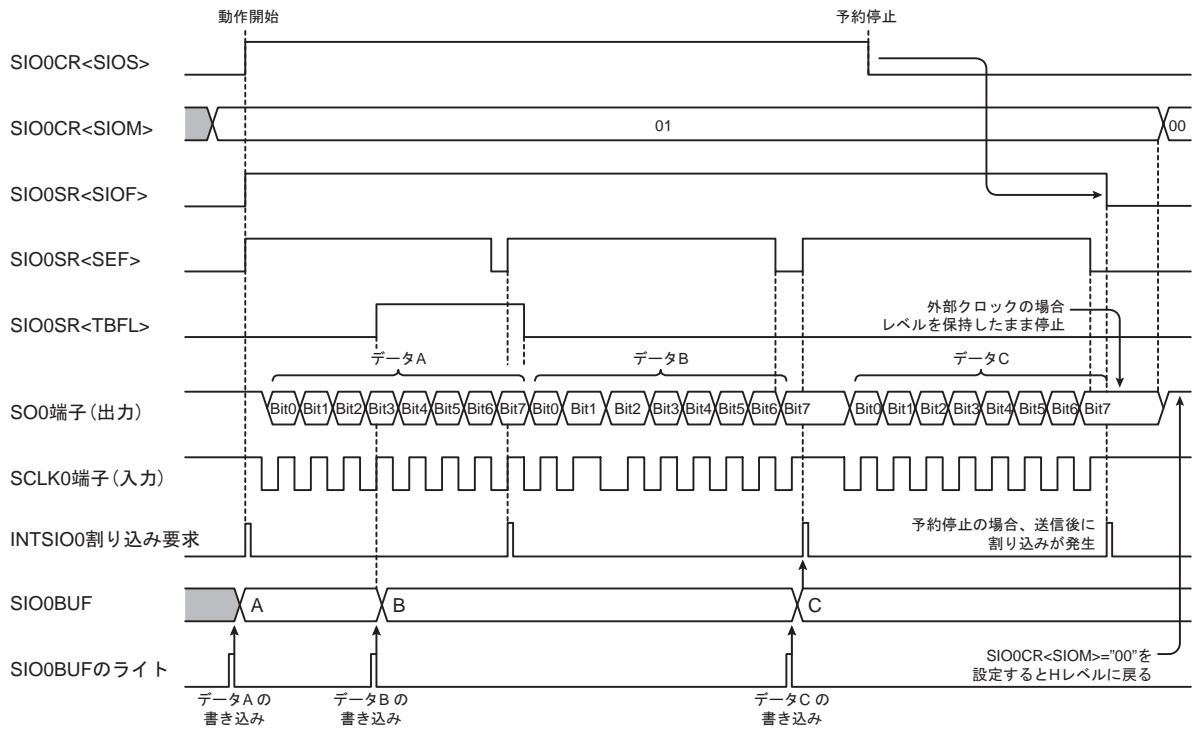 動作開始
予約停止
SIO0CR<SIOS>
SIO0CR<SIOM>
01
00
SIO0SR<SIOF>
SIO0SR<SEF>
SIO0SR<TBFL>
外部クロックの場合
レベルを保持したまま停止
データA
データB
データC
SO0端子(出力)
Bit0 Bit1 Bit2 Bit3 Bit4 Bit5 Bit6 Bit7 Bit0 Bit1 Bit2 Bit3 Bit4 Bit5 Bit6 Bit7 Bit0 Bit1 Bit2 Bit3 Bit4 Bit5 Bit6 Bit7
SCLK0端子(入力)
INTSIO0割り込み要求
予約停止の場合、送信後に
割り込みが発生
SIO0BUF
A
B
C
SIO0BUFのライト
SIO0CR<SIOM>="00"を
設定するとHレベルに戻る
データA の
書き込み
データB の
書き込み
データC の
書き込み